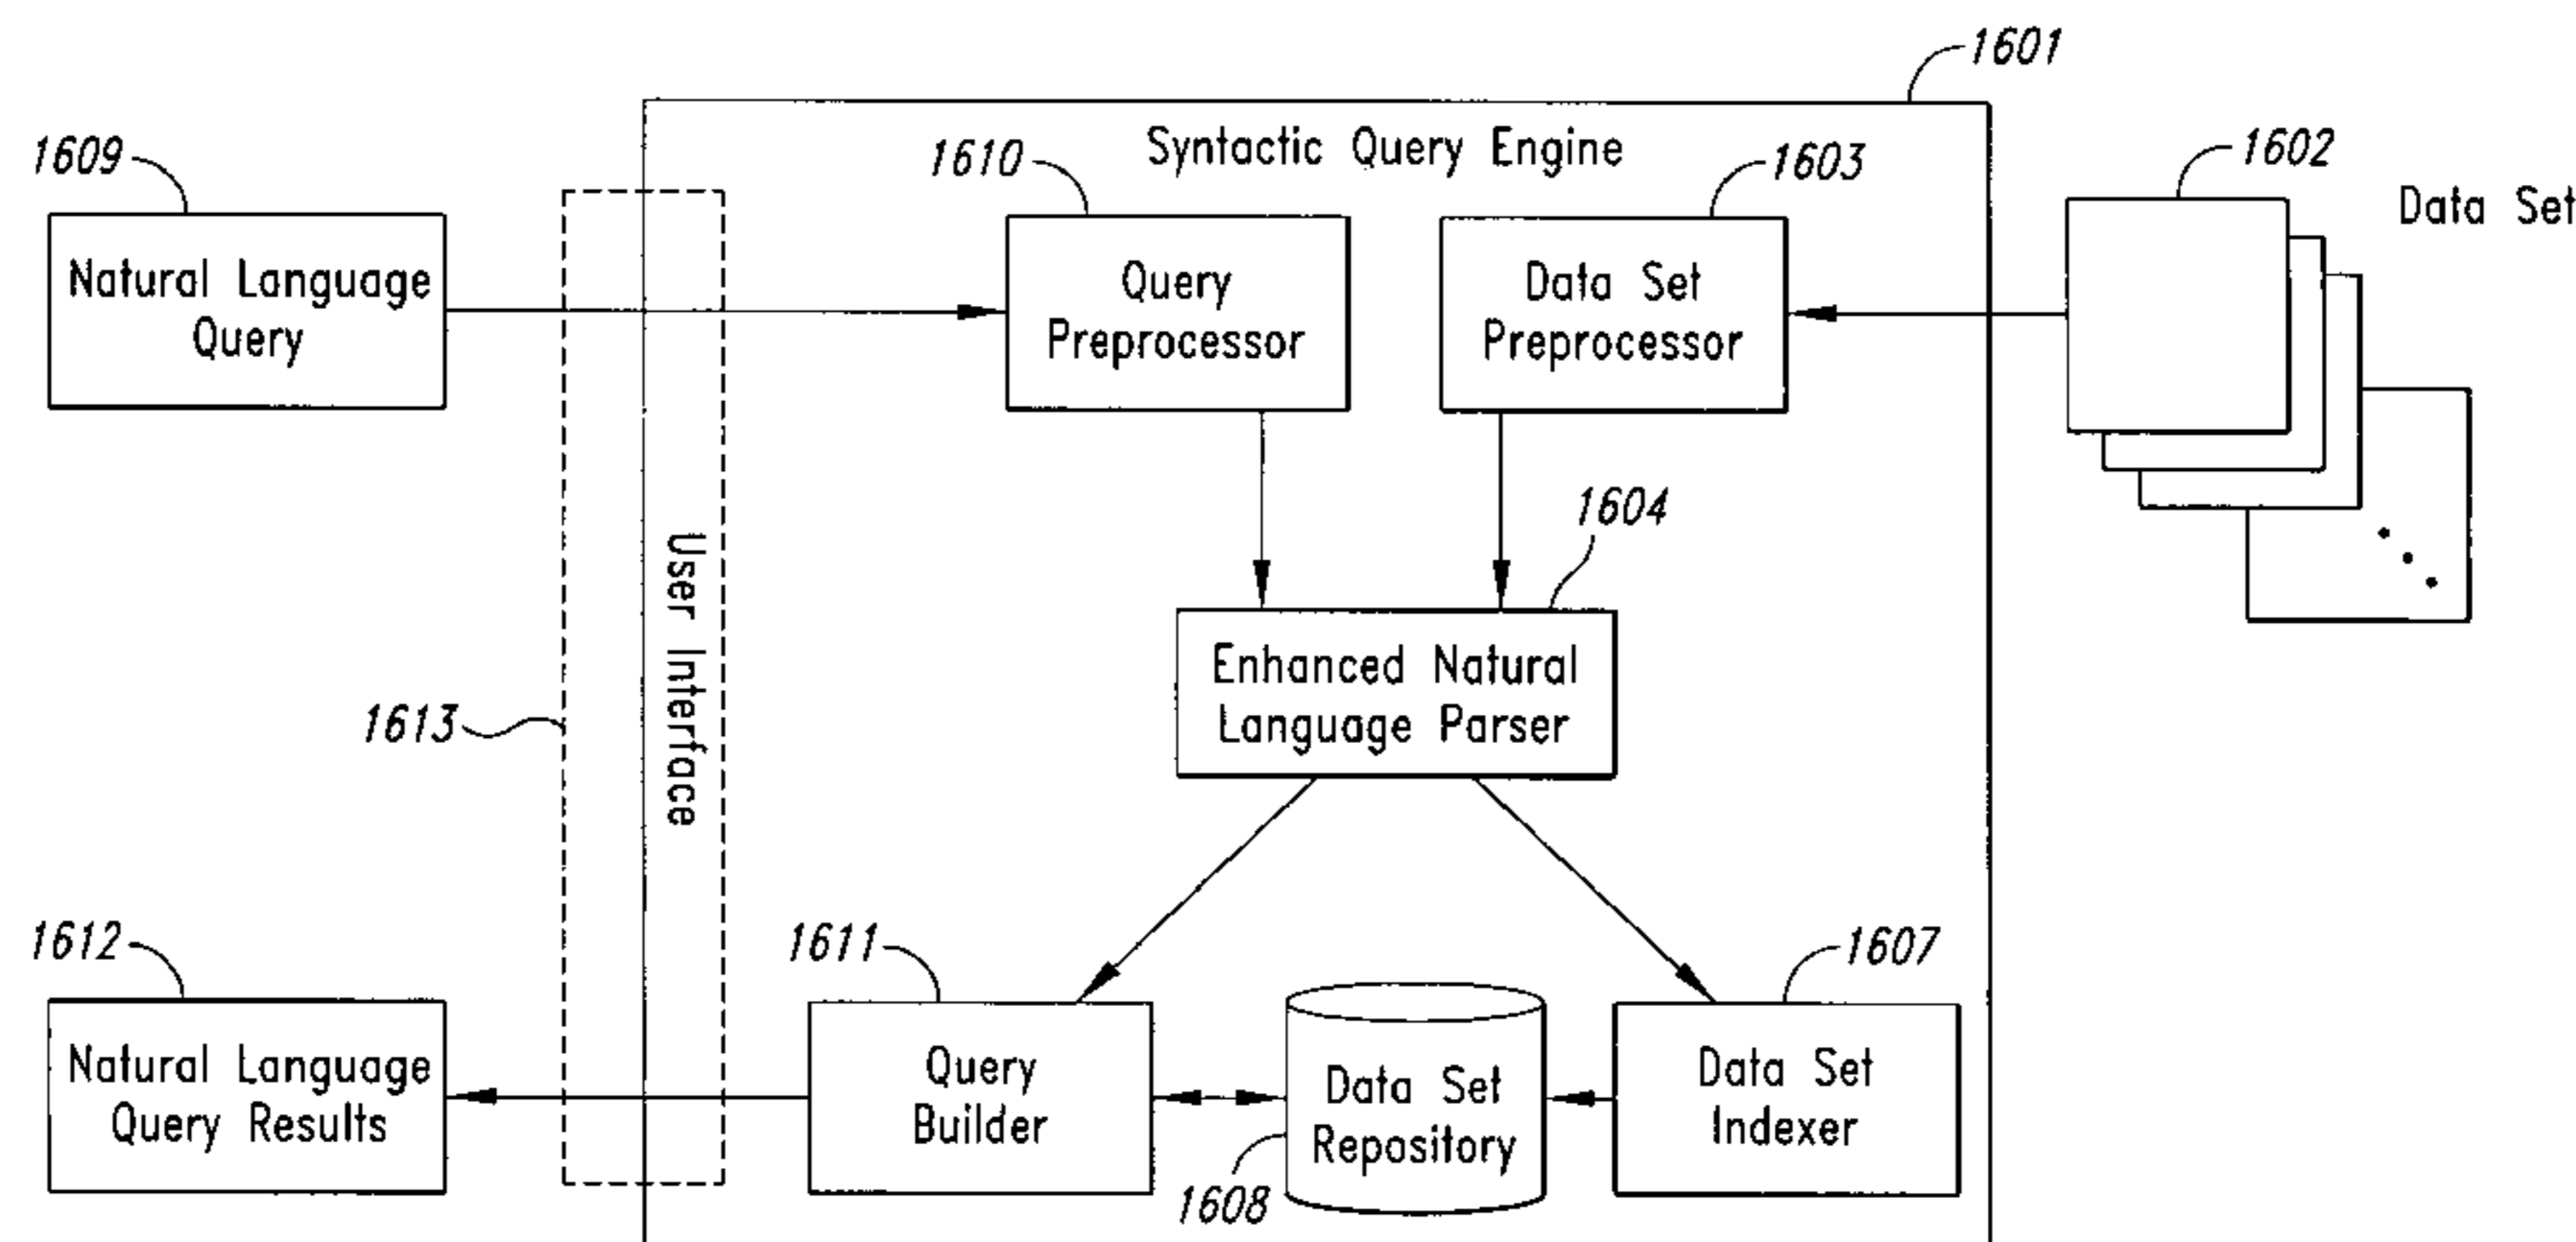 1601
Syntactic Query Engine
1609
1610
1603
1602
Data Set
Natural Language
Query
Query
Preprocessor
Data Set
Preprocessor
1604
User Interface
Enhanced Natural
Language Parser
1613
1612
1611
1607
Natural Language
Query Results
Query
Builder
Data Set
Repository
Data Set
Indexer
1608